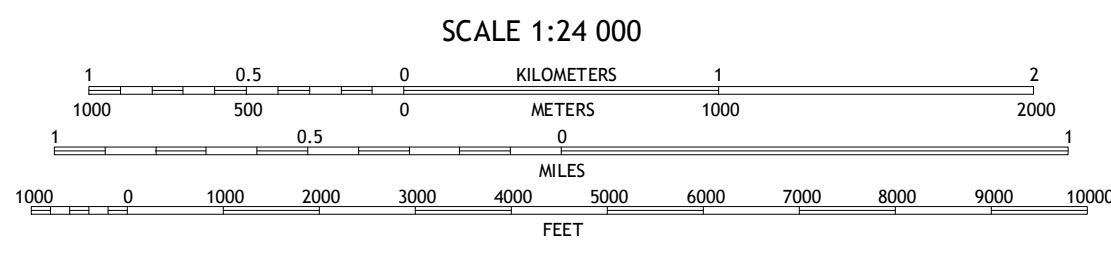 SCALE 1:24 000
1 0.5 0 KILOMETERS 1 2
1000 500 0 METERS 1000 2000
1 0.5 0 1
MILES
1000 0 1000 2000 3000 4000 5000 6000 7000 8000 9000 10000
FEET